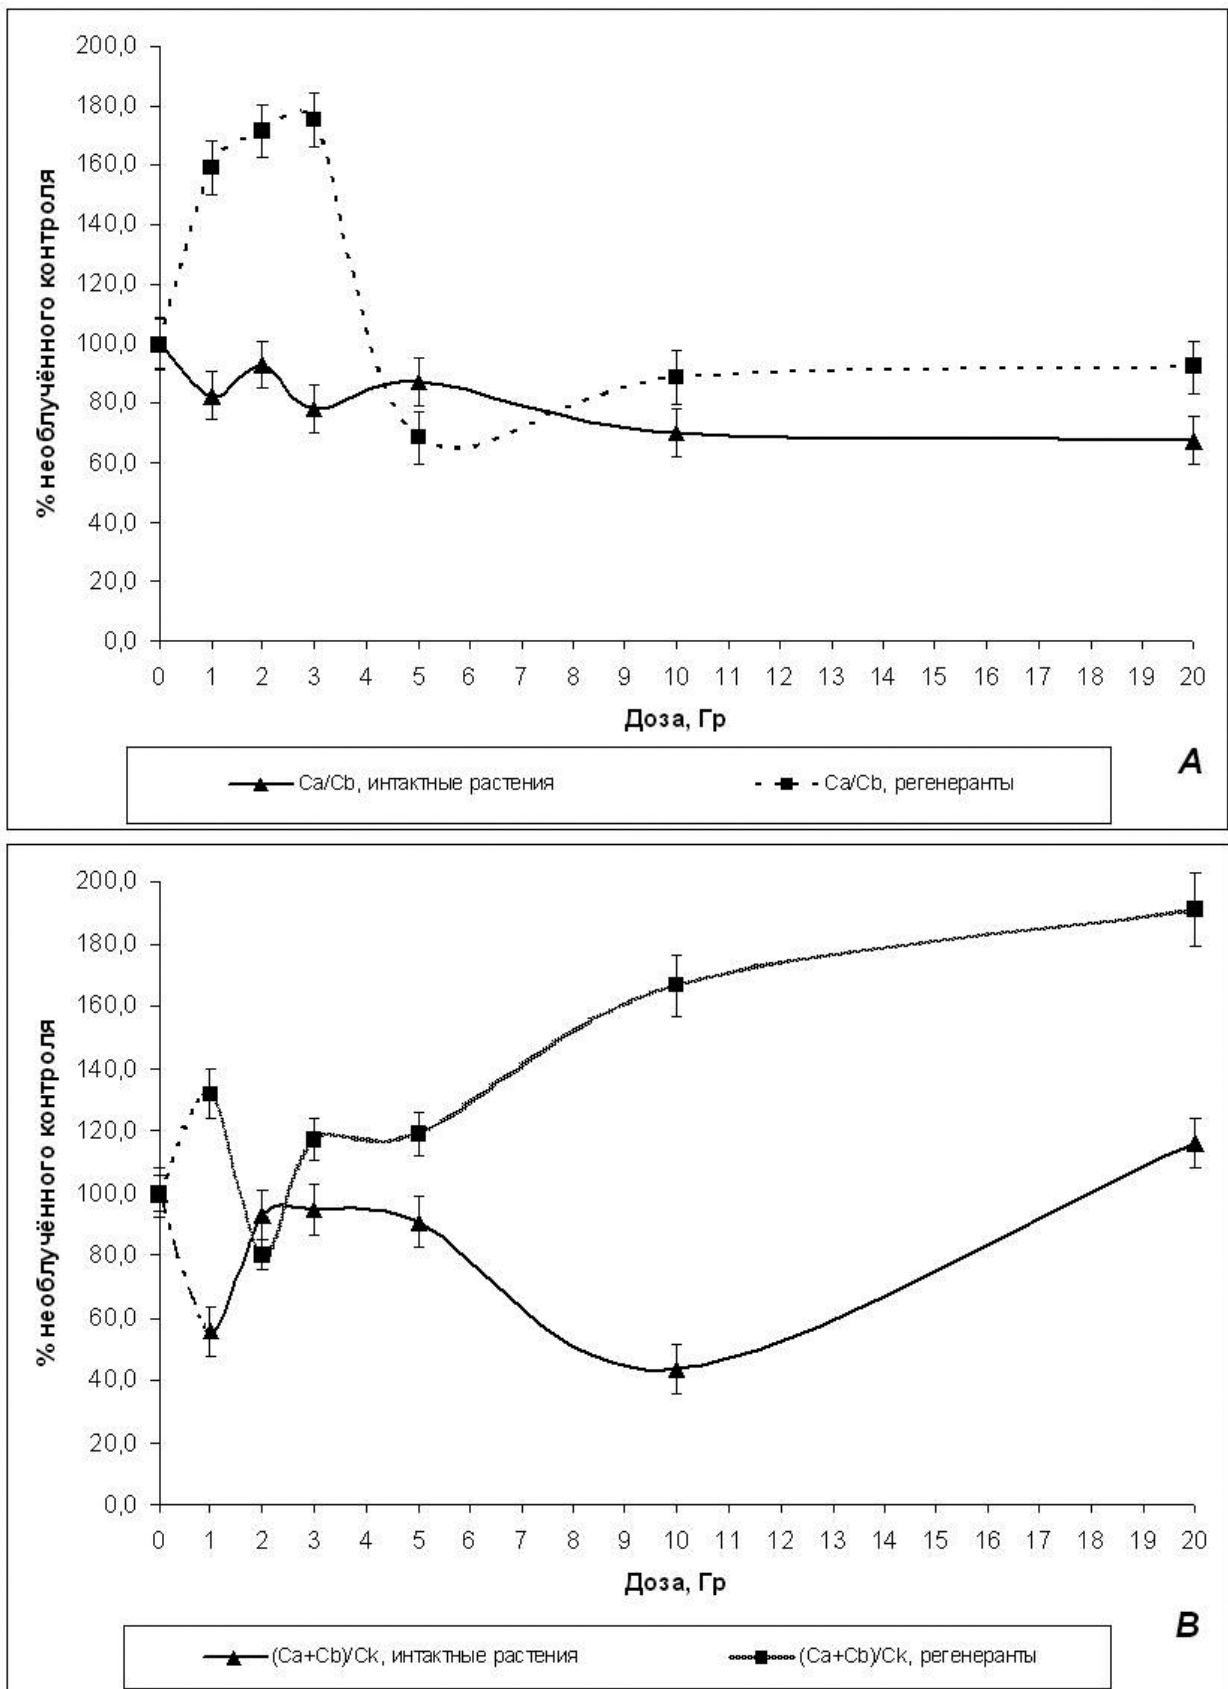 200,0
180,0
160,0
140,0
120,0
100,0
80,0
60,0
40,0
20,0
0,0
% необлучённого контроля
0 1 2 3 4 5 6 7 8 9 10 11 12 13 14 15 16 17 18 19 20
Доза, Гр
Ca/Cb, интактные растения Ca/Cb, регенеранты
A
200,0
180,0
160,0
140,0
120,0
100,0
80,0
60,0
40,0
20,0
0,0
% необлучённого контроля
0 1 2 3 4 5 6 7 8 9 10 11 12 13 14 15 16 17 18 19 20
Доза, Гр
(Ca+Cb)/Ck, интактные растения (Ca+Cb)/Ck, регенеранты
B